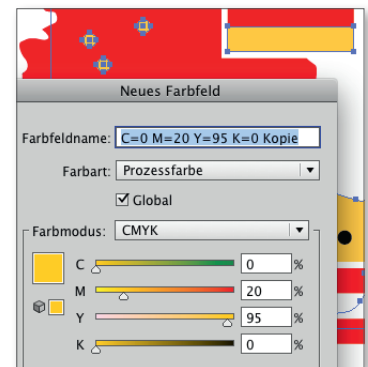 Neues Farbfeld
Farbfeldname: C=0 M=20 Y=95 K=0 Kopie
Farbart: Prozessfarbe
Global
Farbmodus: CMYK
C 0 %
M 20 %
Y 95 %
K 0 %